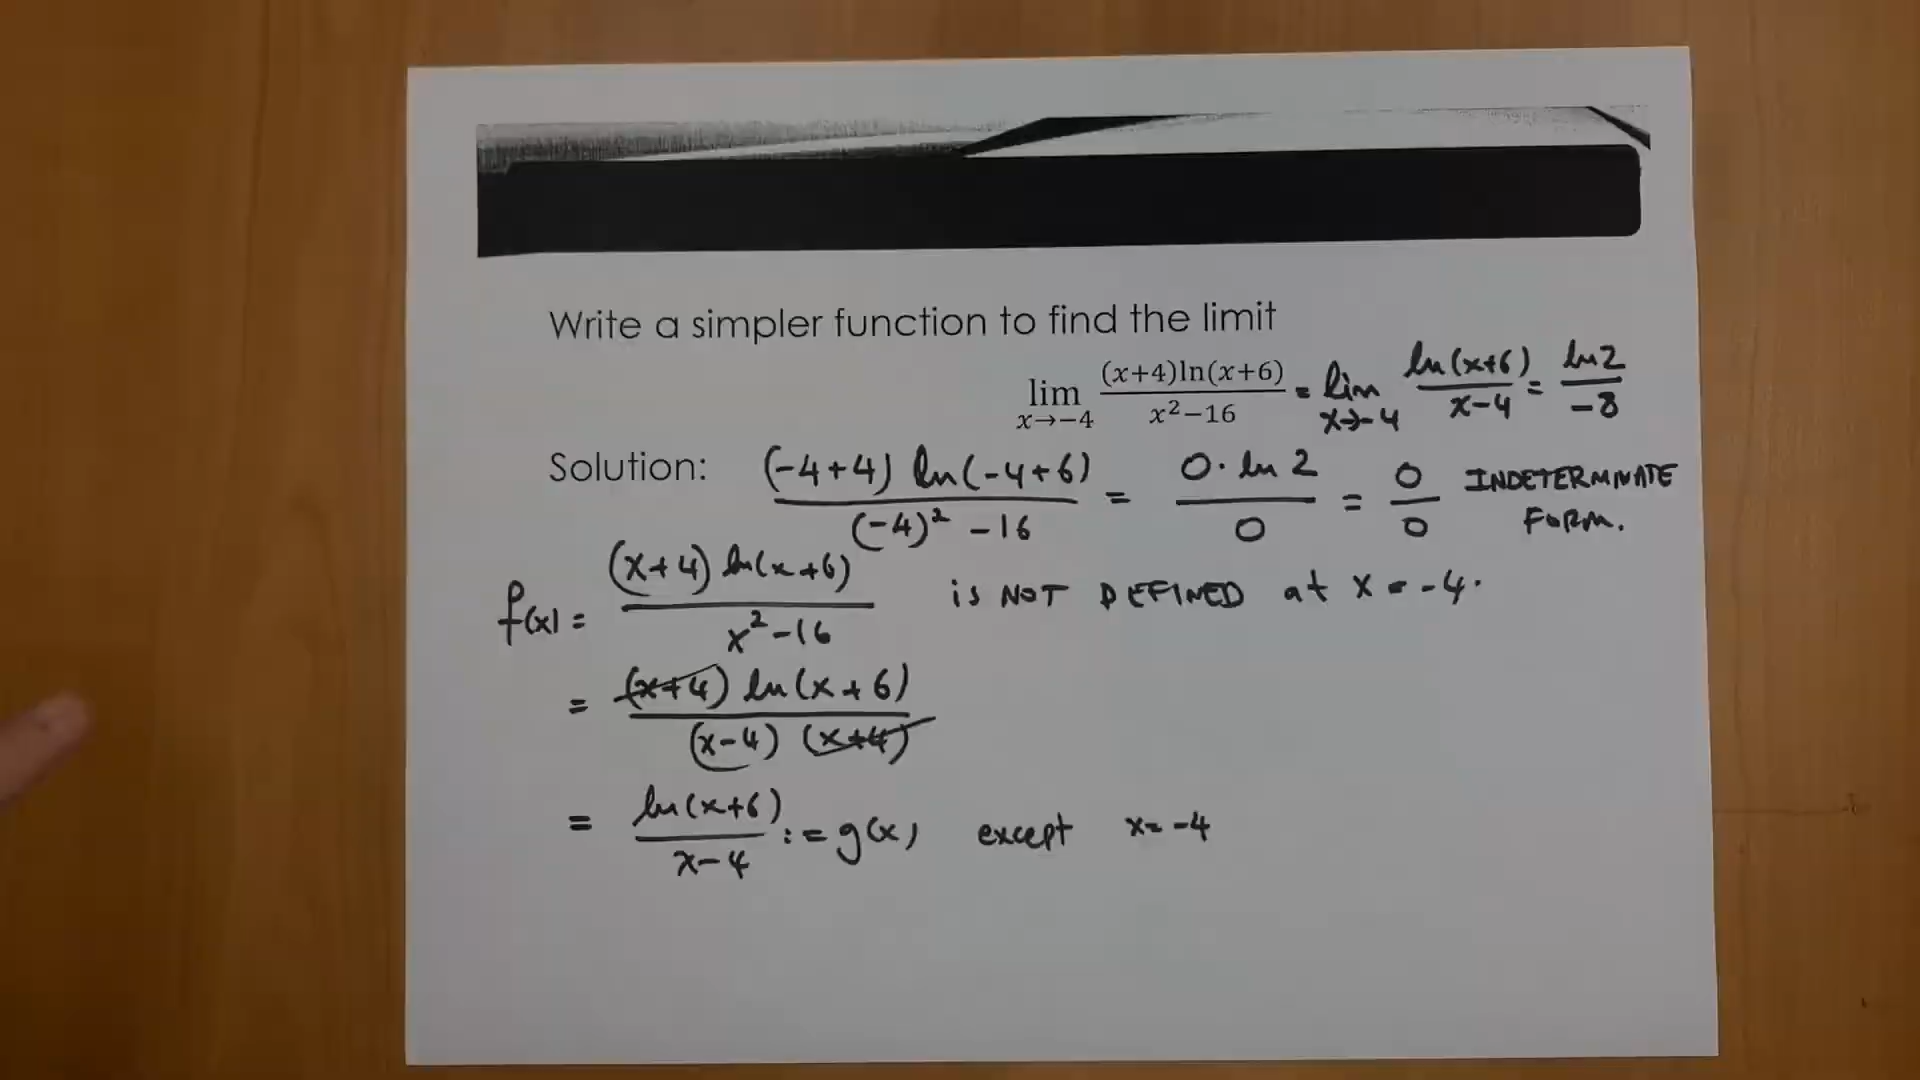 Write a simpler function to find the limit
lim x→-4 (x+4)ln(x+6) / x²-16 = lim x→-4 ln(x+6) / x-4 = ln2 / -8
Solution: (-4+4) ln(-4+6) / (-4)² -16 = 0·ln 2 / 0 = 0/0 INDETERMINATE FORM.
f(x) = (x+4) ln(x+6) / x²-16 is NOT DEFINED at x = -4.
= (x+4) ln(x+6) / (x-4) (x+4)
= ln(x+6) / x-4 := g(x), except x= -4